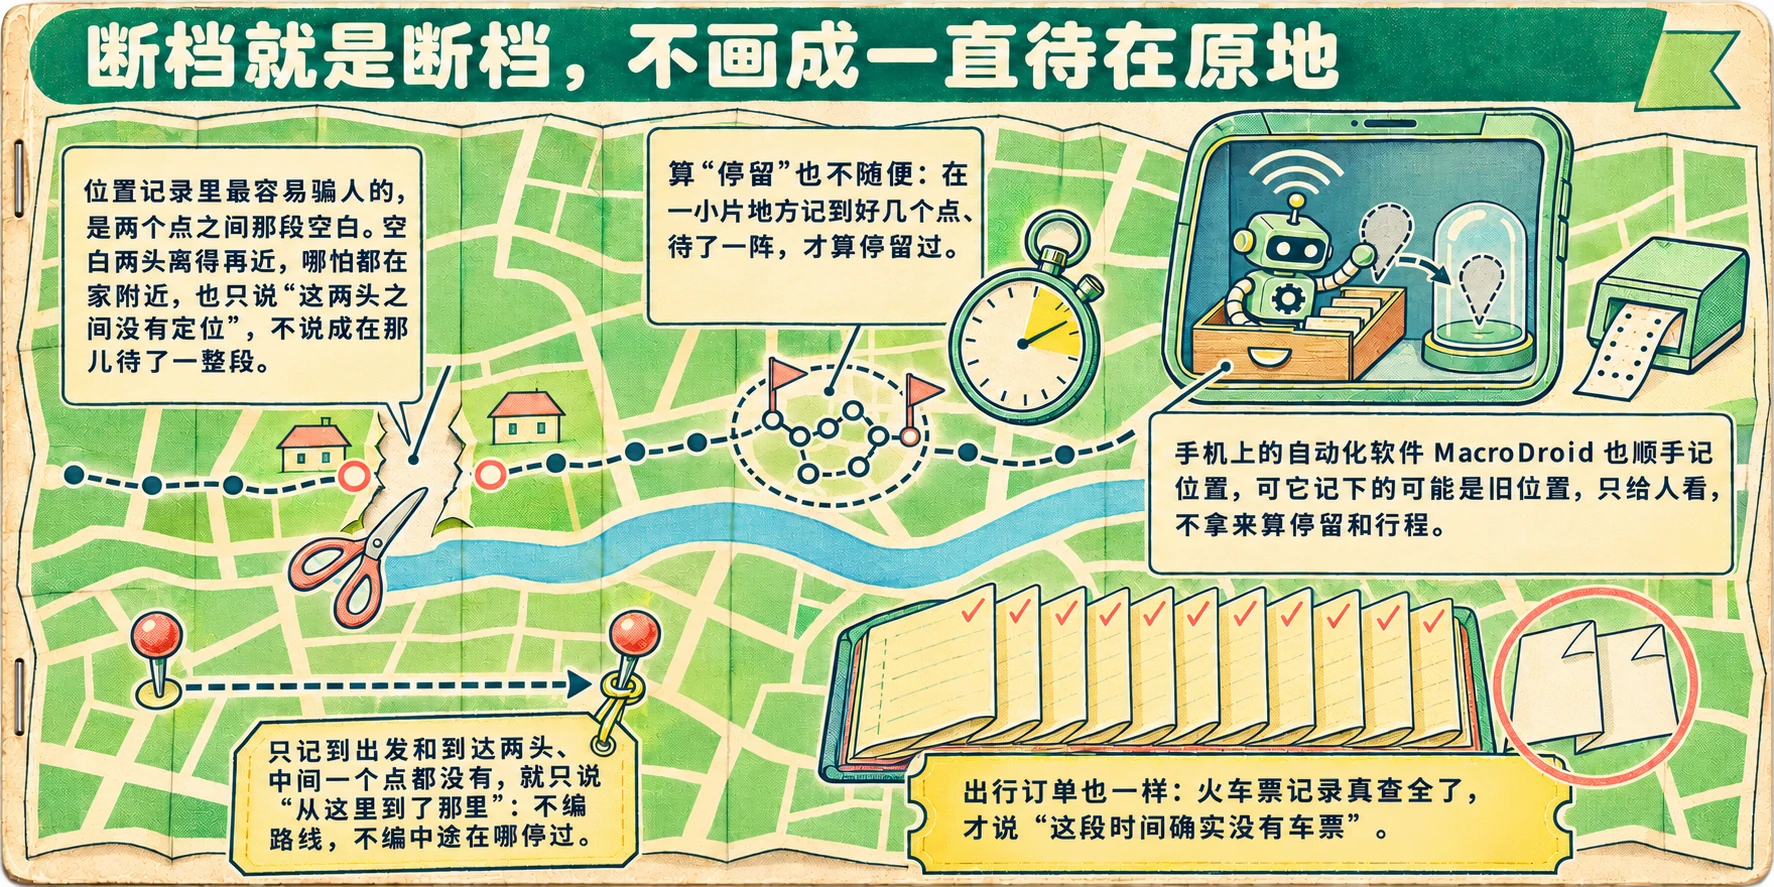 断档就是断档，不画成一直待在原地
位置记录里最容易骗人的，
是两个点之间那段空白。空
白两头离得再近，哪怕都在
家附近，也只说“这两头之
间没有定位”，不说成在那
儿待了一整段。
算“停留”也不随便：在
一小片地方记到好几个点、
待了一阵，才算停留过。
手机上的自动化软件 MacroDroid 也顺手记
位置，可它记下的可能是旧位置，只给人看，
不拿来算停留和行程。
只记到出发和到达两头、
中间一个点都没有，就只说
“从这里到了那里”：不编
路线，不编中途在哪停过。
出行订单也一样：火车票记录真查全了，
才说“这段时间确实没有车票”。